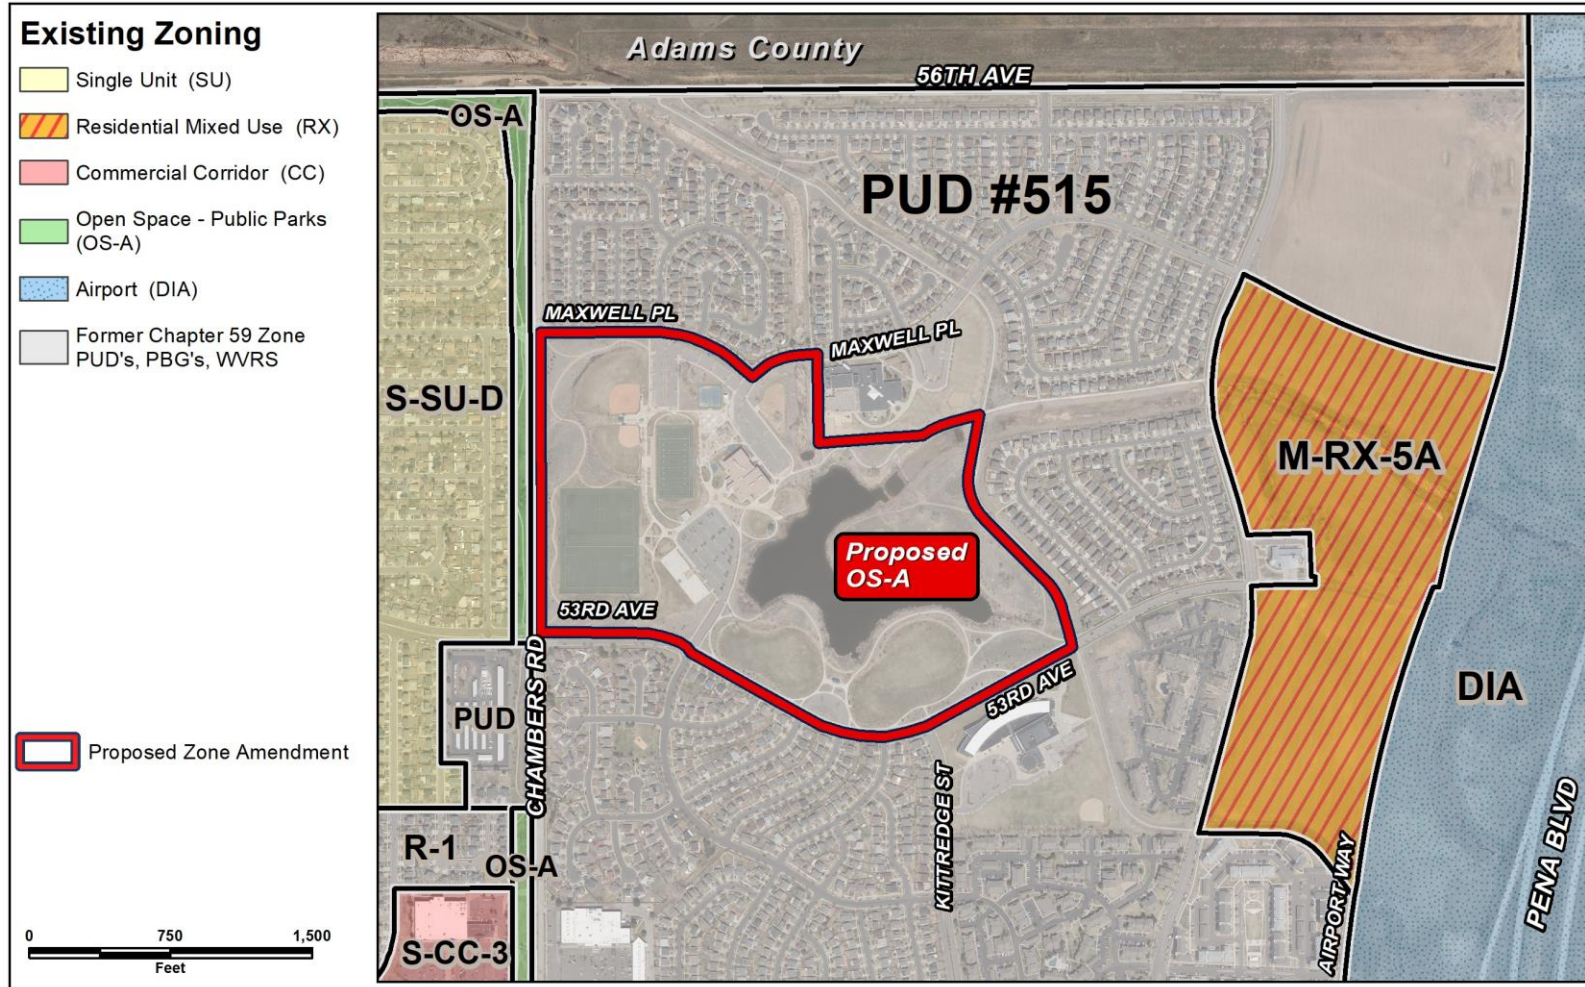 Existing Zoning
Single Unit (SU)
Residential Mixed Use (RX)
Commercial Corridor (CC)
Open Space - Public Parks
(OS-A)
Airport (DIA)
Former Chapter 59 Zone
PUD's, PBG's, WVRS
Proposed Zone Amendment
0 750 1,500
Feet
Adams County
56TH AVE
OS-A
PUD #515
MAXWELL PL
MAXWELL PL
S-SU-D
M-RX-5A
Proposed
OS-A
53RD AVE
CHAMBERS RD
53RD AVE
DIA
PUD
KITTREDGE ST
R-1
OS-A
AIRPORT WAY
PENA BLVD
S-CC-3